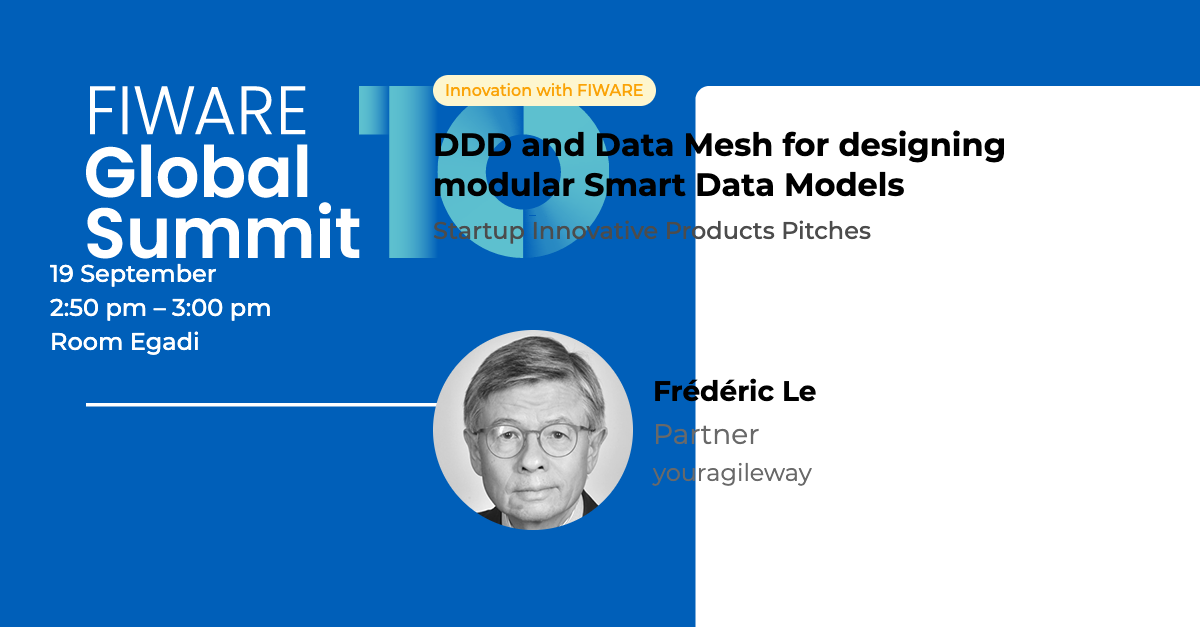 FIWARE
Global
Summit
10
19 September
2:50 pm – 3:00 pm
Room Egadi
Innovation with FIWARE
DDD and Data Mesh for designing
modular Smart Data Models
Startup Innovative Products Pitches
Frédéric Le
Partner
youragileway